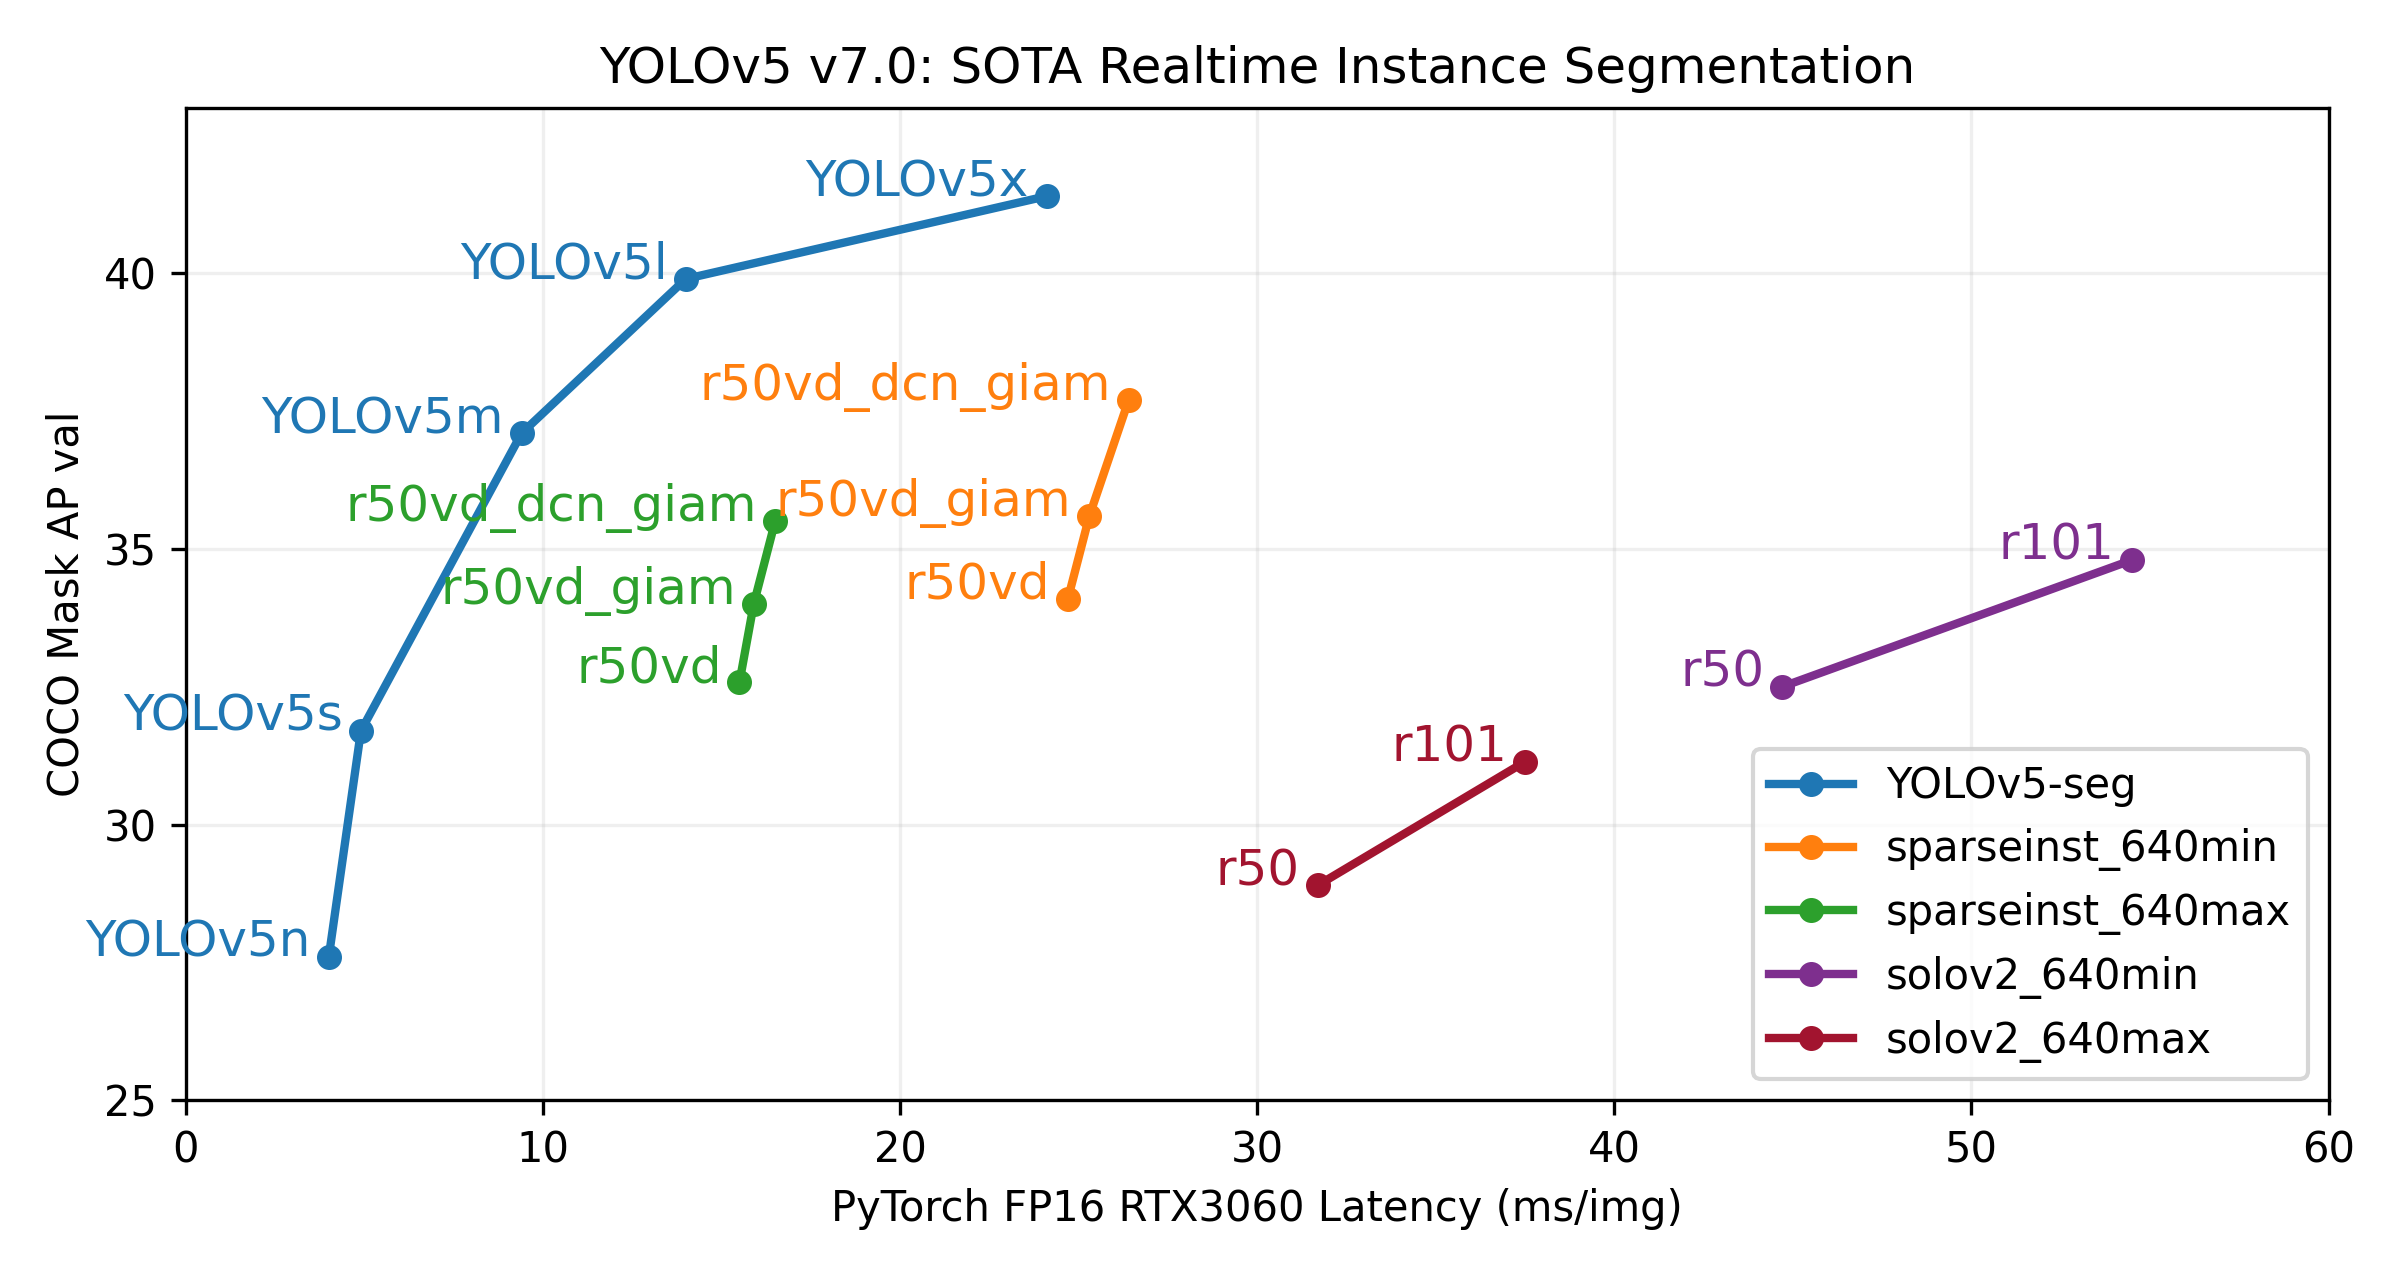 YOLOv5 v7.0: SOTA Realtime Instance Segmentation
COCO Mask AP val
40
35
30
25
YOLOv5x
YOLOv5l
r50vd_dcn_giam
YOLOv5m
r50vd_dcn_giam
r50vd_giam
r101
r50vd_giam
r50vd
r50vd
r50
YOLOv5s
r101
r50
YOLOv5n
YOLOv5-seg
sparseinst_640min
sparseinst_640max
solov2_640min
solov2_640max
0 10 20 30 40 50 60
PyTorch FP16 RTX3060 Latency (ms/img)